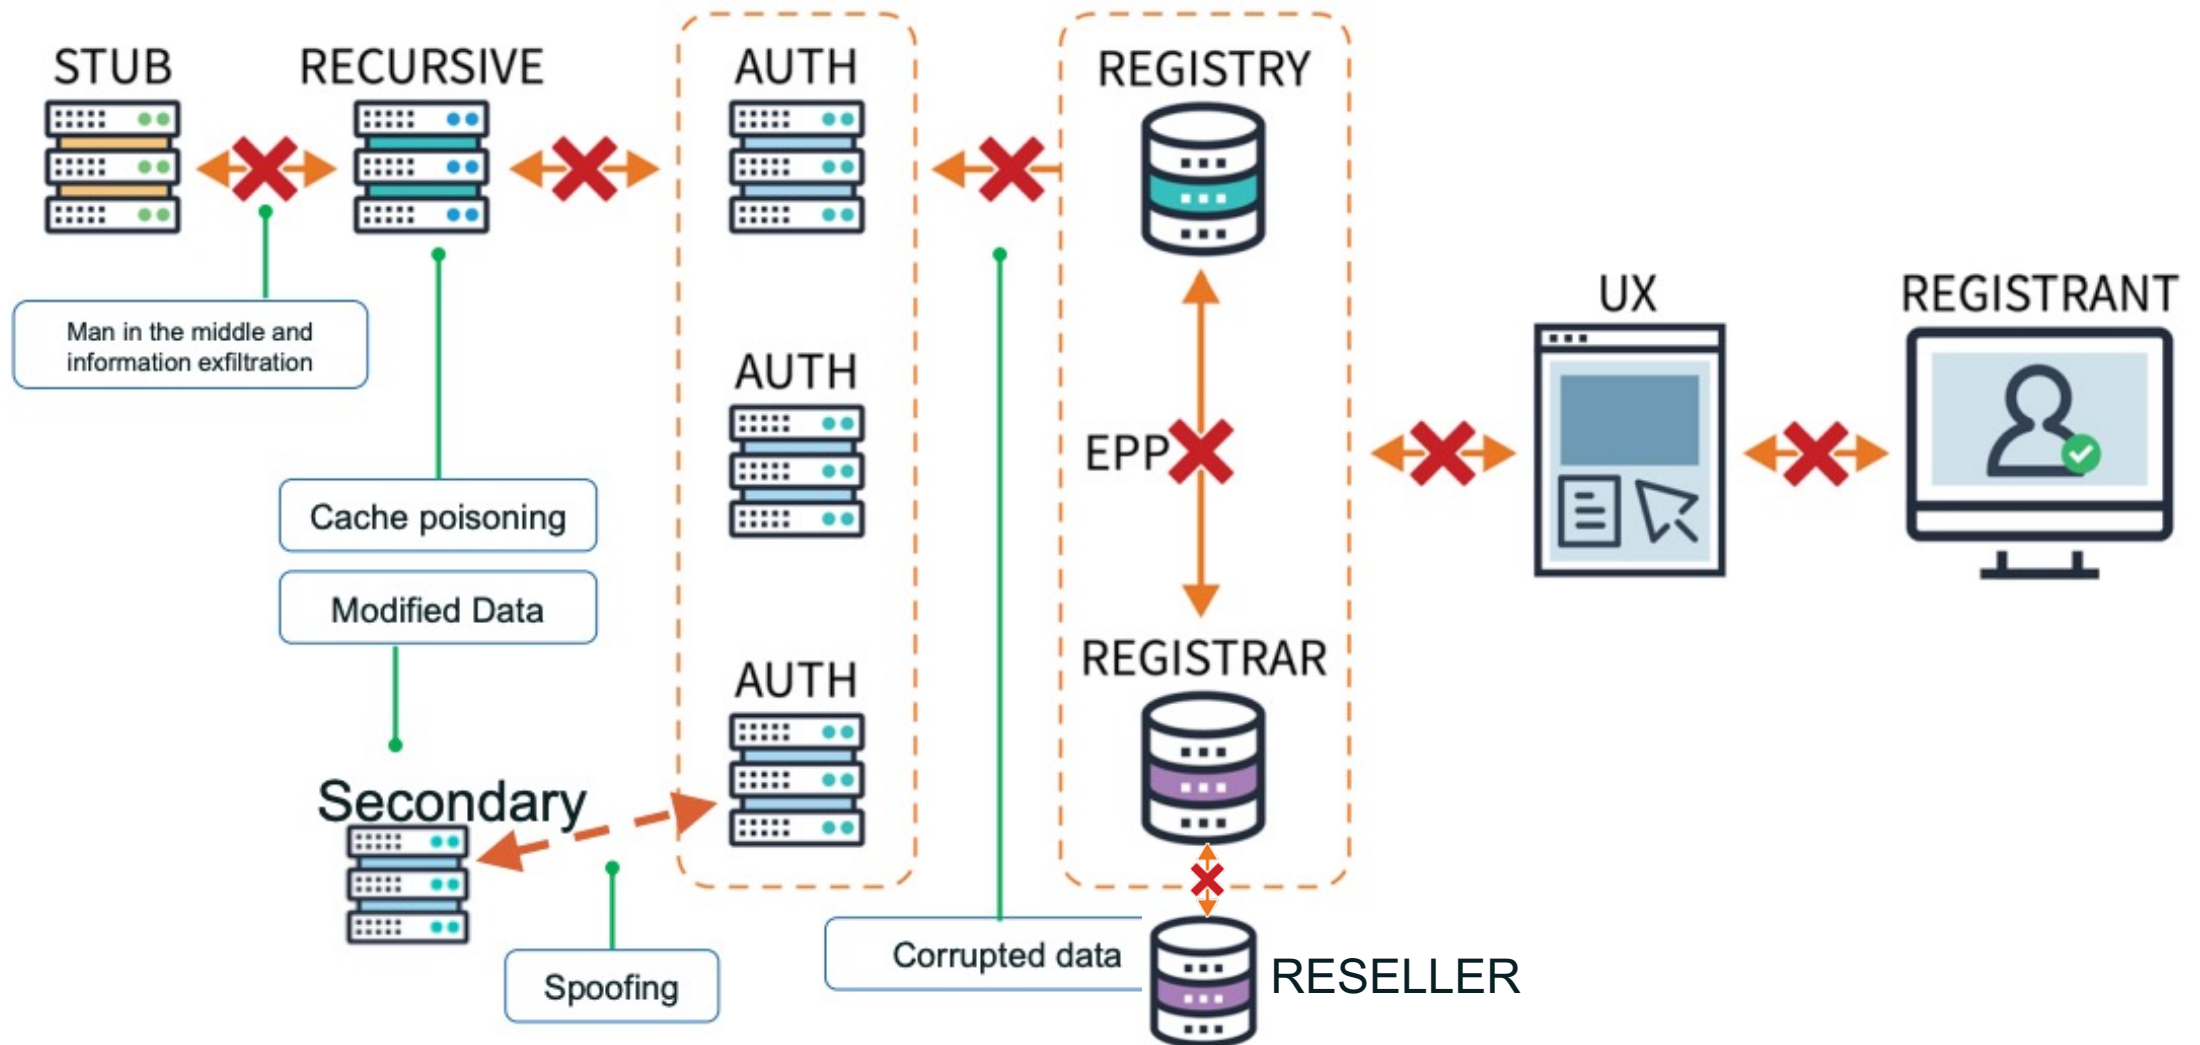 STUB
RECURSIVE
AUTH
REGISTRY
Man in the middle and
information exfiltration
UX
REGISTRANT
AUTH
EPP
Cache poisoning
Modified Data
AUTH
REGISTRAR
Secondary
Corrupted data
Spoofing
RESELLER